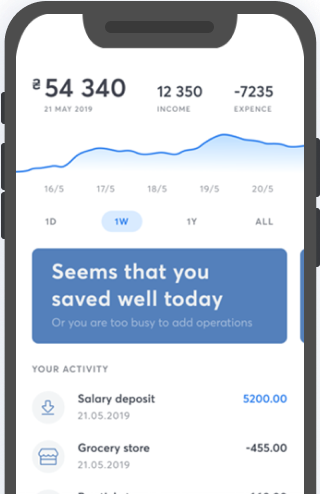 ₴54 340 12 350 -7235
21 MAY 2019 INCOME EXPENCE
16/5 17/5 18/5 19/5 20/5
1D 1W 1Y ALL
Seems that you
saved well today
Or you are too busy to add operations
YOUR ACTIVITY
Salary deposit 5200.00
21.05.2019
Grocery store -455.00
21.05.2019